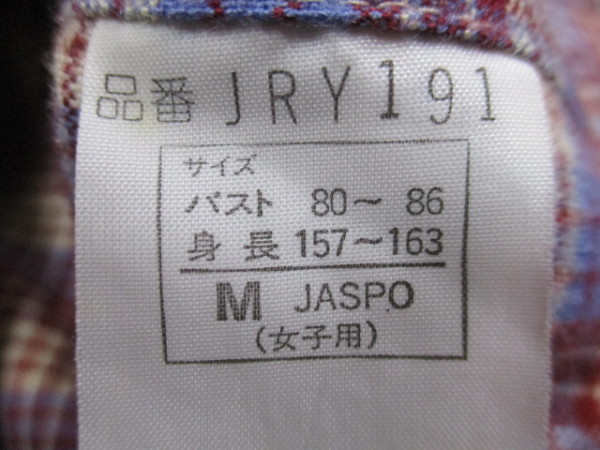 品番 JRY191
サイズ
バスト 80〜 86
身長 157〜163
M JASPO
(女子用)